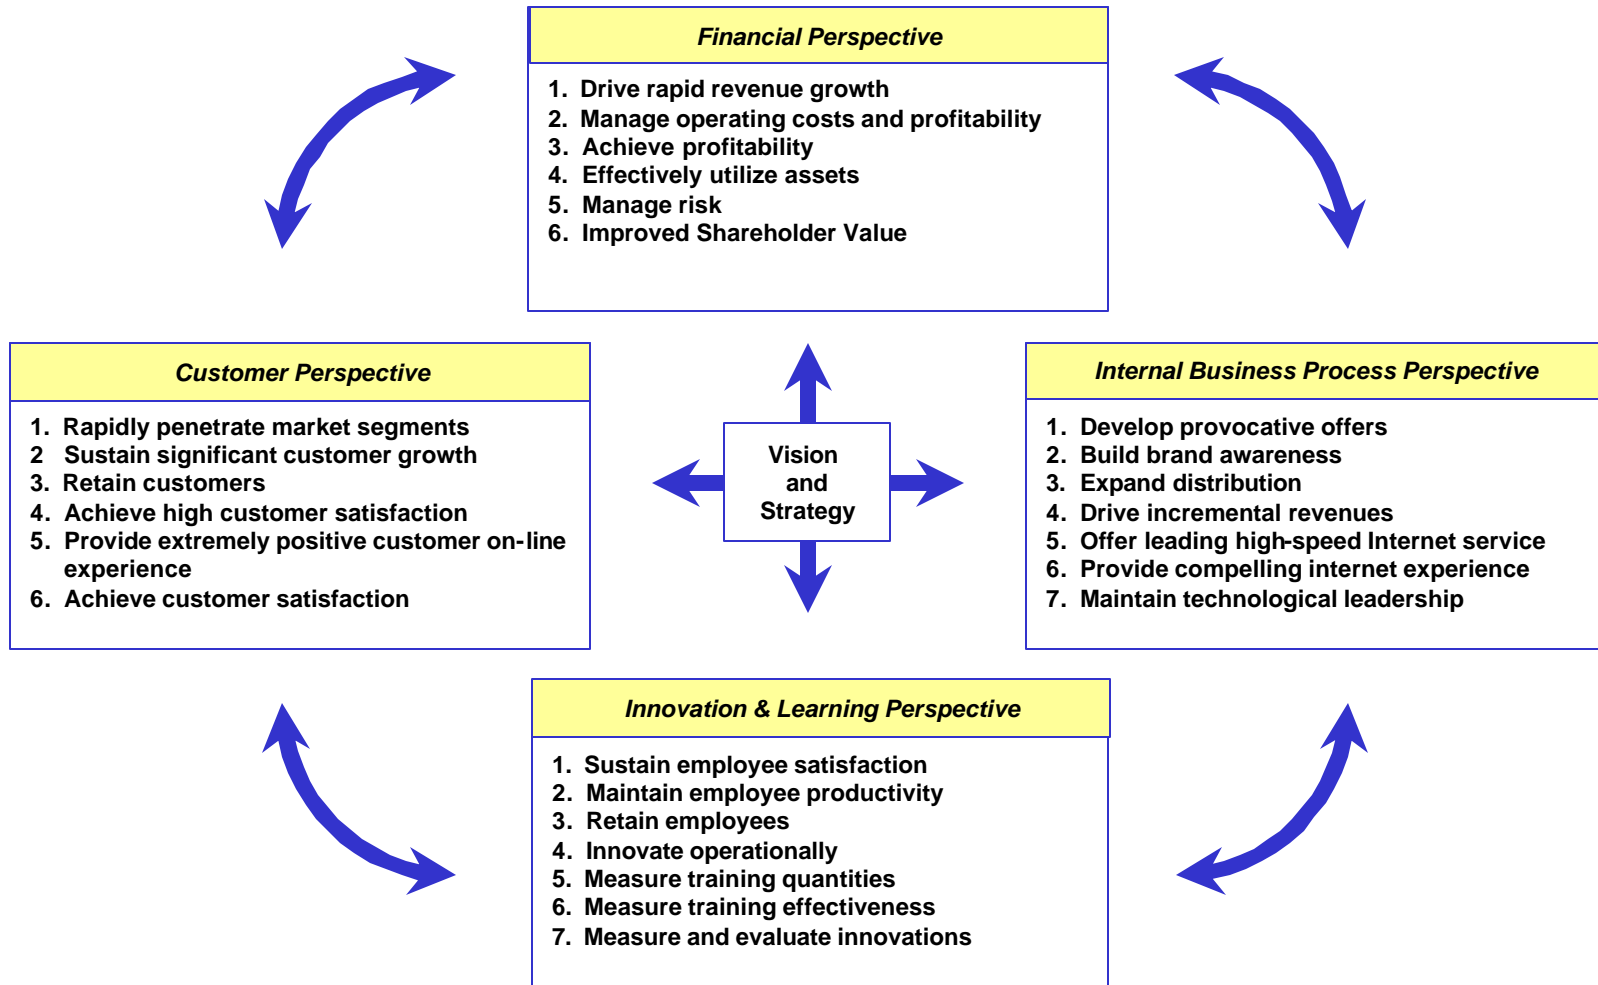 Financial Perspective
1. Drive rapid revenue growth
2. Manage operating costs and profitability
3. Achieve profitability
4. Effectively utilize assets
5. Manage risk
6. Improved Shareholder Value
Customer Perspective
1. Rapidly penetrate market segments
2 Sustain significant customer growth
3. Retain customers
4. Achieve high customer satisfaction
5. Provide extremely positive customer on-line
experience
6. Achieve customer satisfaction
Vision
and
Strategy
Internal Business Process Perspective
1. Develop provocative offers
2. Build brand awareness
3. Expand distribution
4. Drive incremental revenues
5. Offer leading high-speed Internet service
6. Provide compelling internet experience
7. Maintain technological leadership
Innovation & Learning Perspective
1. Sustain employee satisfaction
2. Maintain employee productivity
3. Retain employees
4. Innovate operationally
5. Measure training quantities
6. Measure training effectiveness
7. Measure and evaluate innovations